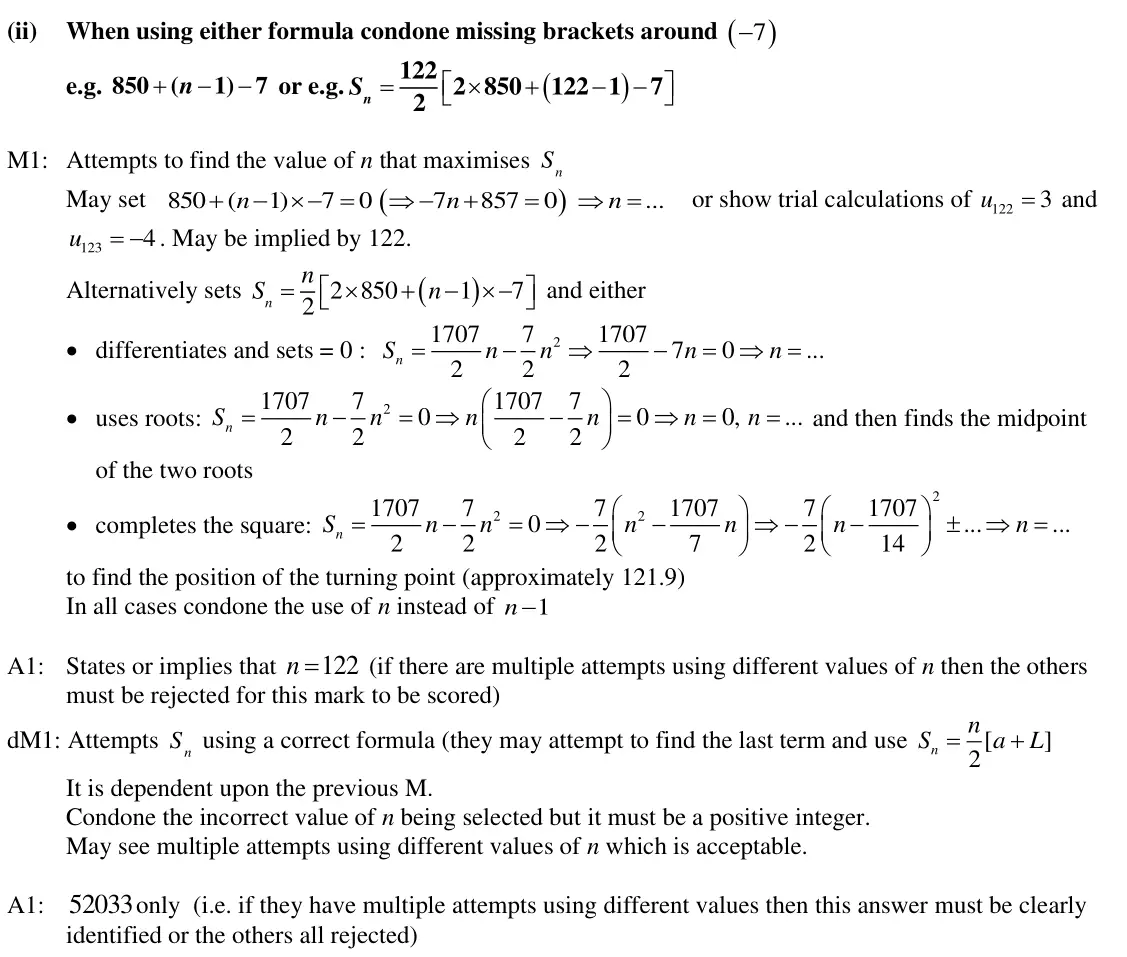 (ii) When using either formula condone missing brackets around (−7)
e.g. 850+(n−1)−7 or e.g. Sₙ = 122/2[2×850+(122−1)−7]
M1: Attempts to find the value of n that maximises Sₙ
May set 850+(n−1)×−7=0 (⇒−7n+857=0) ⇒n=... or show trial calculations of u₁₂₂ =3 and
u₁₂₃ =−4. May be implied by 122.
Alternatively sets Sₙ = n/2[2×850+(n−1)×−7] and either
• differentiates and sets = 0 : Sₙ = 1707/2 n − 7/2 n² ⇒ 1707/2 − 7n = 0 ⇒ n = ...
• uses roots: Sₙ = 1707/2 n − 7/2 n² = 0 ⇒ n(1707/2 − 7/2 n) = 0 ⇒ n = 0, n = ... and then finds the midpoint
of the two roots
• completes the square: Sₙ = 1707/2 n − 7/2 n² = 0 ⇒ −7/2(n² − 1707/7 n) ⇒ −7/2(n − 1707/14)² ± ... ⇒ n = ...
to find the position of the turning point (approximately 121.9)
In all cases condone the use of n instead of n−1
A1: States or implies that n=122 (if there are multiple attempts using different values of n then the others
must be rejected for this mark to be scored)
dM1: Attempts Sₙ using a correct formula (they may attempt to find the last term and use Sₙ = n/2[a+L]
It is dependent upon the previous M.
Condone the incorrect value of n being selected but it must be a positive integer.
May see multiple attempts using different values of n which is acceptable.
A1: 52033 only (i.e. if they have multiple attempts using different values then this answer must be clearly
identified or the others all rejected)